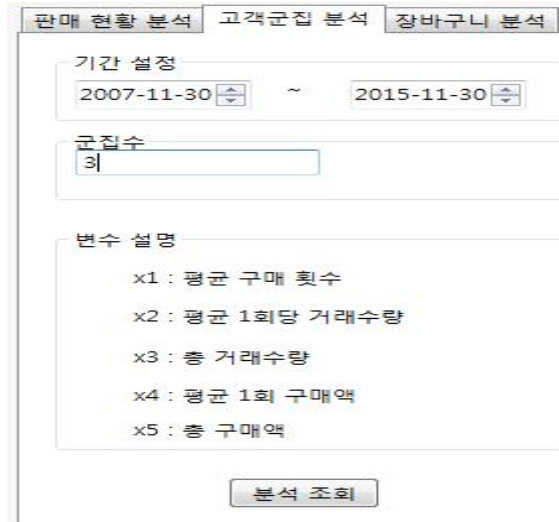 판매 현황 분석 고객군집 분석 장바구니 분석
기간 설정
2007-11-30 ~ 2015-11-30
군집수
3
변수 설명
x1 : 평균 구매 횟수
x2 : 평균 1회당 거래수량
x3 : 총 거래수량
x4 : 평균 1회 구매액
x5 : 총 구매액
분석 조회